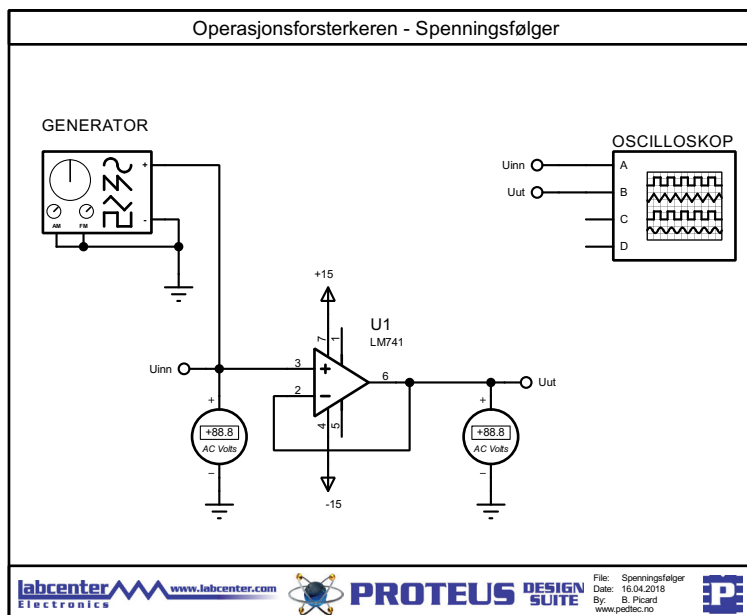 Operasjonsforsterkeren - Spenningsfølger
GENERATOR
+
-
AM FM
OSCILLOSKOP
Uinn
A
Uut
B
C
D
+15
U1
LM741
7
1
Uinn
3
+
6
2
−
Uut
4
5
-15
+
+88.8
AC Volts
−
+
+88.8
AC Volts
−
labcenter www.labcenter.com
Electronics
PROTEUS DESIGN SUITE
File: Spenningsfølger
Date: 16.04.2018
By: B. Picard
www.pedtec.no
P